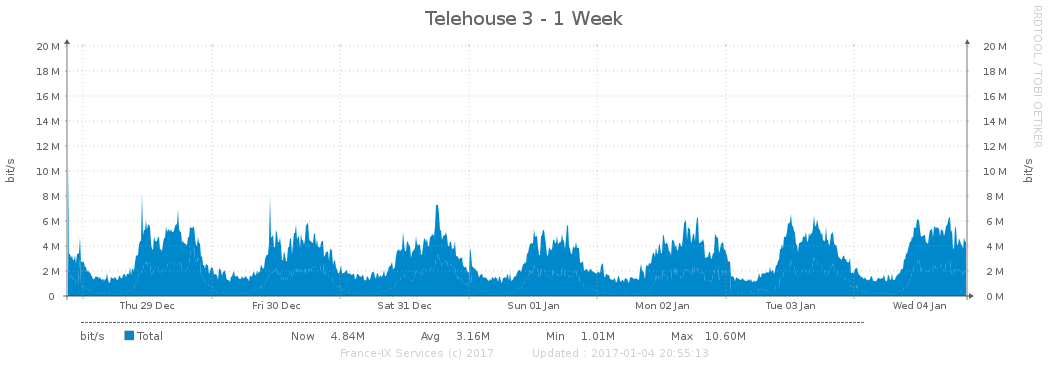 Telehouse 3 - 1 Week
RRDTOOL / TOBI OETIKER
20 M 20 M
18 M 18 M
16 M 16 M
14 M 14 M
12 M 12 M
10 M 10 M
8 M 8 M
6 M 6 M
4 M 4 M
2 M 2 M
0 0 M
bit/s bit/s
Thu 29 Dec Fri 30 Dec Sat 31 Dec Sun 01 Jan Mon 02 Jan Tue 03 Jan Wed 04 Jan
bit/s Total Now 4.84M Avg 3.16M Min 1.01M Max 10.60M
France-IX Services (c) 2017 Updated : 2017-01-04 20:55:13